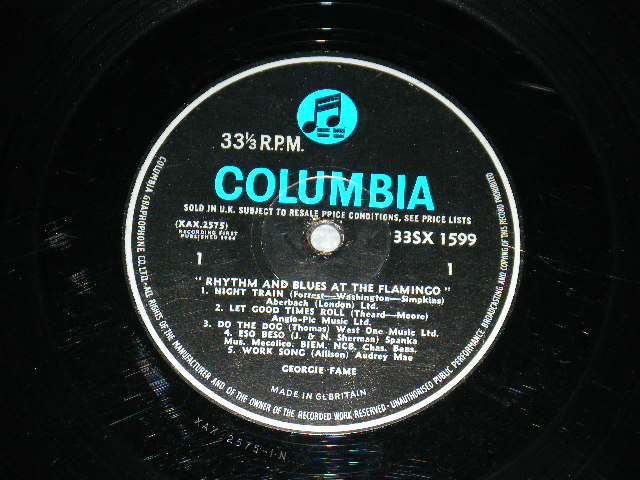 33⅓ R.P.M.
COLUMBIA
SOLD IN U.K. SUBJECT TO RESALE PRICE CONDITIONS, SEE PRICE LISTS
(XAX.2575)
RECORDING FIRST
PUBLISHED 1964
33SX 1599
1
1
" RHYTHM AND BLUES AT THE FLAMINGO "
1. NIGHT TRAIN (Forrest—Washington—Simpkins)
Aberbach (London) Ltd.
2. LET GOOD TIMES ROLL (Theard—Moore)
Anglo-Pic Music Ltd.
3. DO THE DOG (Thomas) West One Music Ltd.
4. ESO BESO (J. & N. Sherman) Spanka
Mus. Mecolico. BIEM. NCB. Chas. Bons.
5. WORK SONG (Allison) Audrey Mae
GEORGIE FAME
MADE IN GT. BRITAIN
COLUMBIA GRAPHOPHONE CO. LTD.—ALL RIGHTS OF THE MANUFACTURER AND OF THE OWNER OF THE RECORDED WORK RESERVED—UNAUTHORISED PUBLIC PERFORMANCE BROADCASTING AND COPYING OF THIS RECORD PROHIBITED
XAX.2575-1N